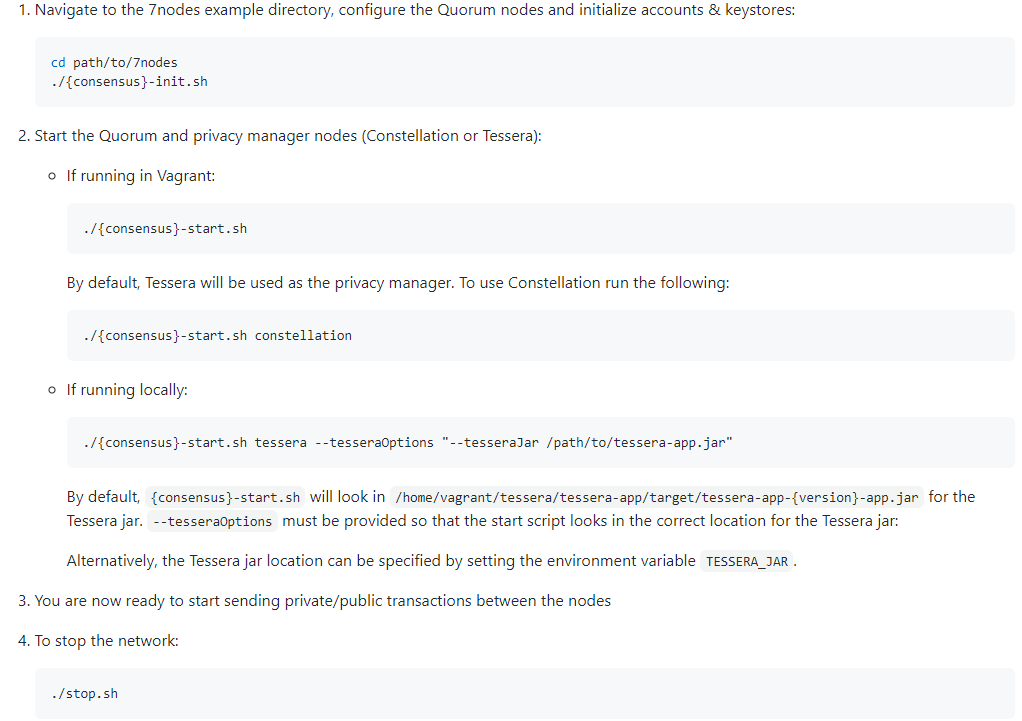 1. Navigate to the 7nodes example directory, configure the Quorum nodes and initialize accounts & keystores:
cd path/to/7nodes
./{consensus}-init.sh
2. Start the Quorum and privacy manager nodes (Constellation or Tessera):
If running in Vagrant:
./{consensus}-start.sh
By default, Tessera will be used as the privacy manager. To use Constellation run the following:
./{consensus}-start.sh constellation
If running locally:
./{consensus}-start.sh tessera --tesseraOptions "--tesseraJar /path/to/tessera-app.jar"
By default, {consensus}-start.sh will look in /home/vagrant/tessera/tessera-app/target/tessera-app-{version}-app.jar for the
Tessera jar. --tesseraOptions must be provided so that the start script looks in the correct location for the Tessera jar:
Alternatively, the Tessera jar location can be specified by setting the environment variable TESSERA_JAR .
3. You are now ready to start sending private/public transactions between the nodes
4. To stop the network:
./stop.sh